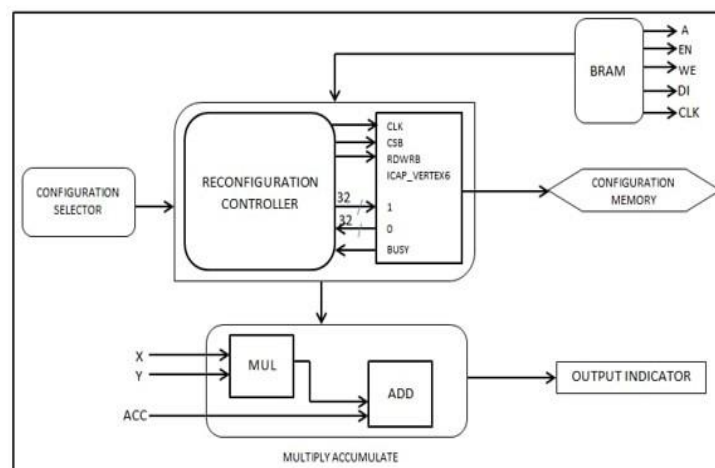 A
EN
BRAM
WE
DI
CLK
CLK
CSB
RDWRB
ICAP_VERTEX6
RECONFIGURATION
CONTROLLER
CONFIGURATION
SELECTOR
CONFIGURATION
MEMORY
32
1
32
0
BUSY
X
Y
MUL
ACC
ADD
OUTPUT INDICATOR
MULTIPLY ACCUMULATE